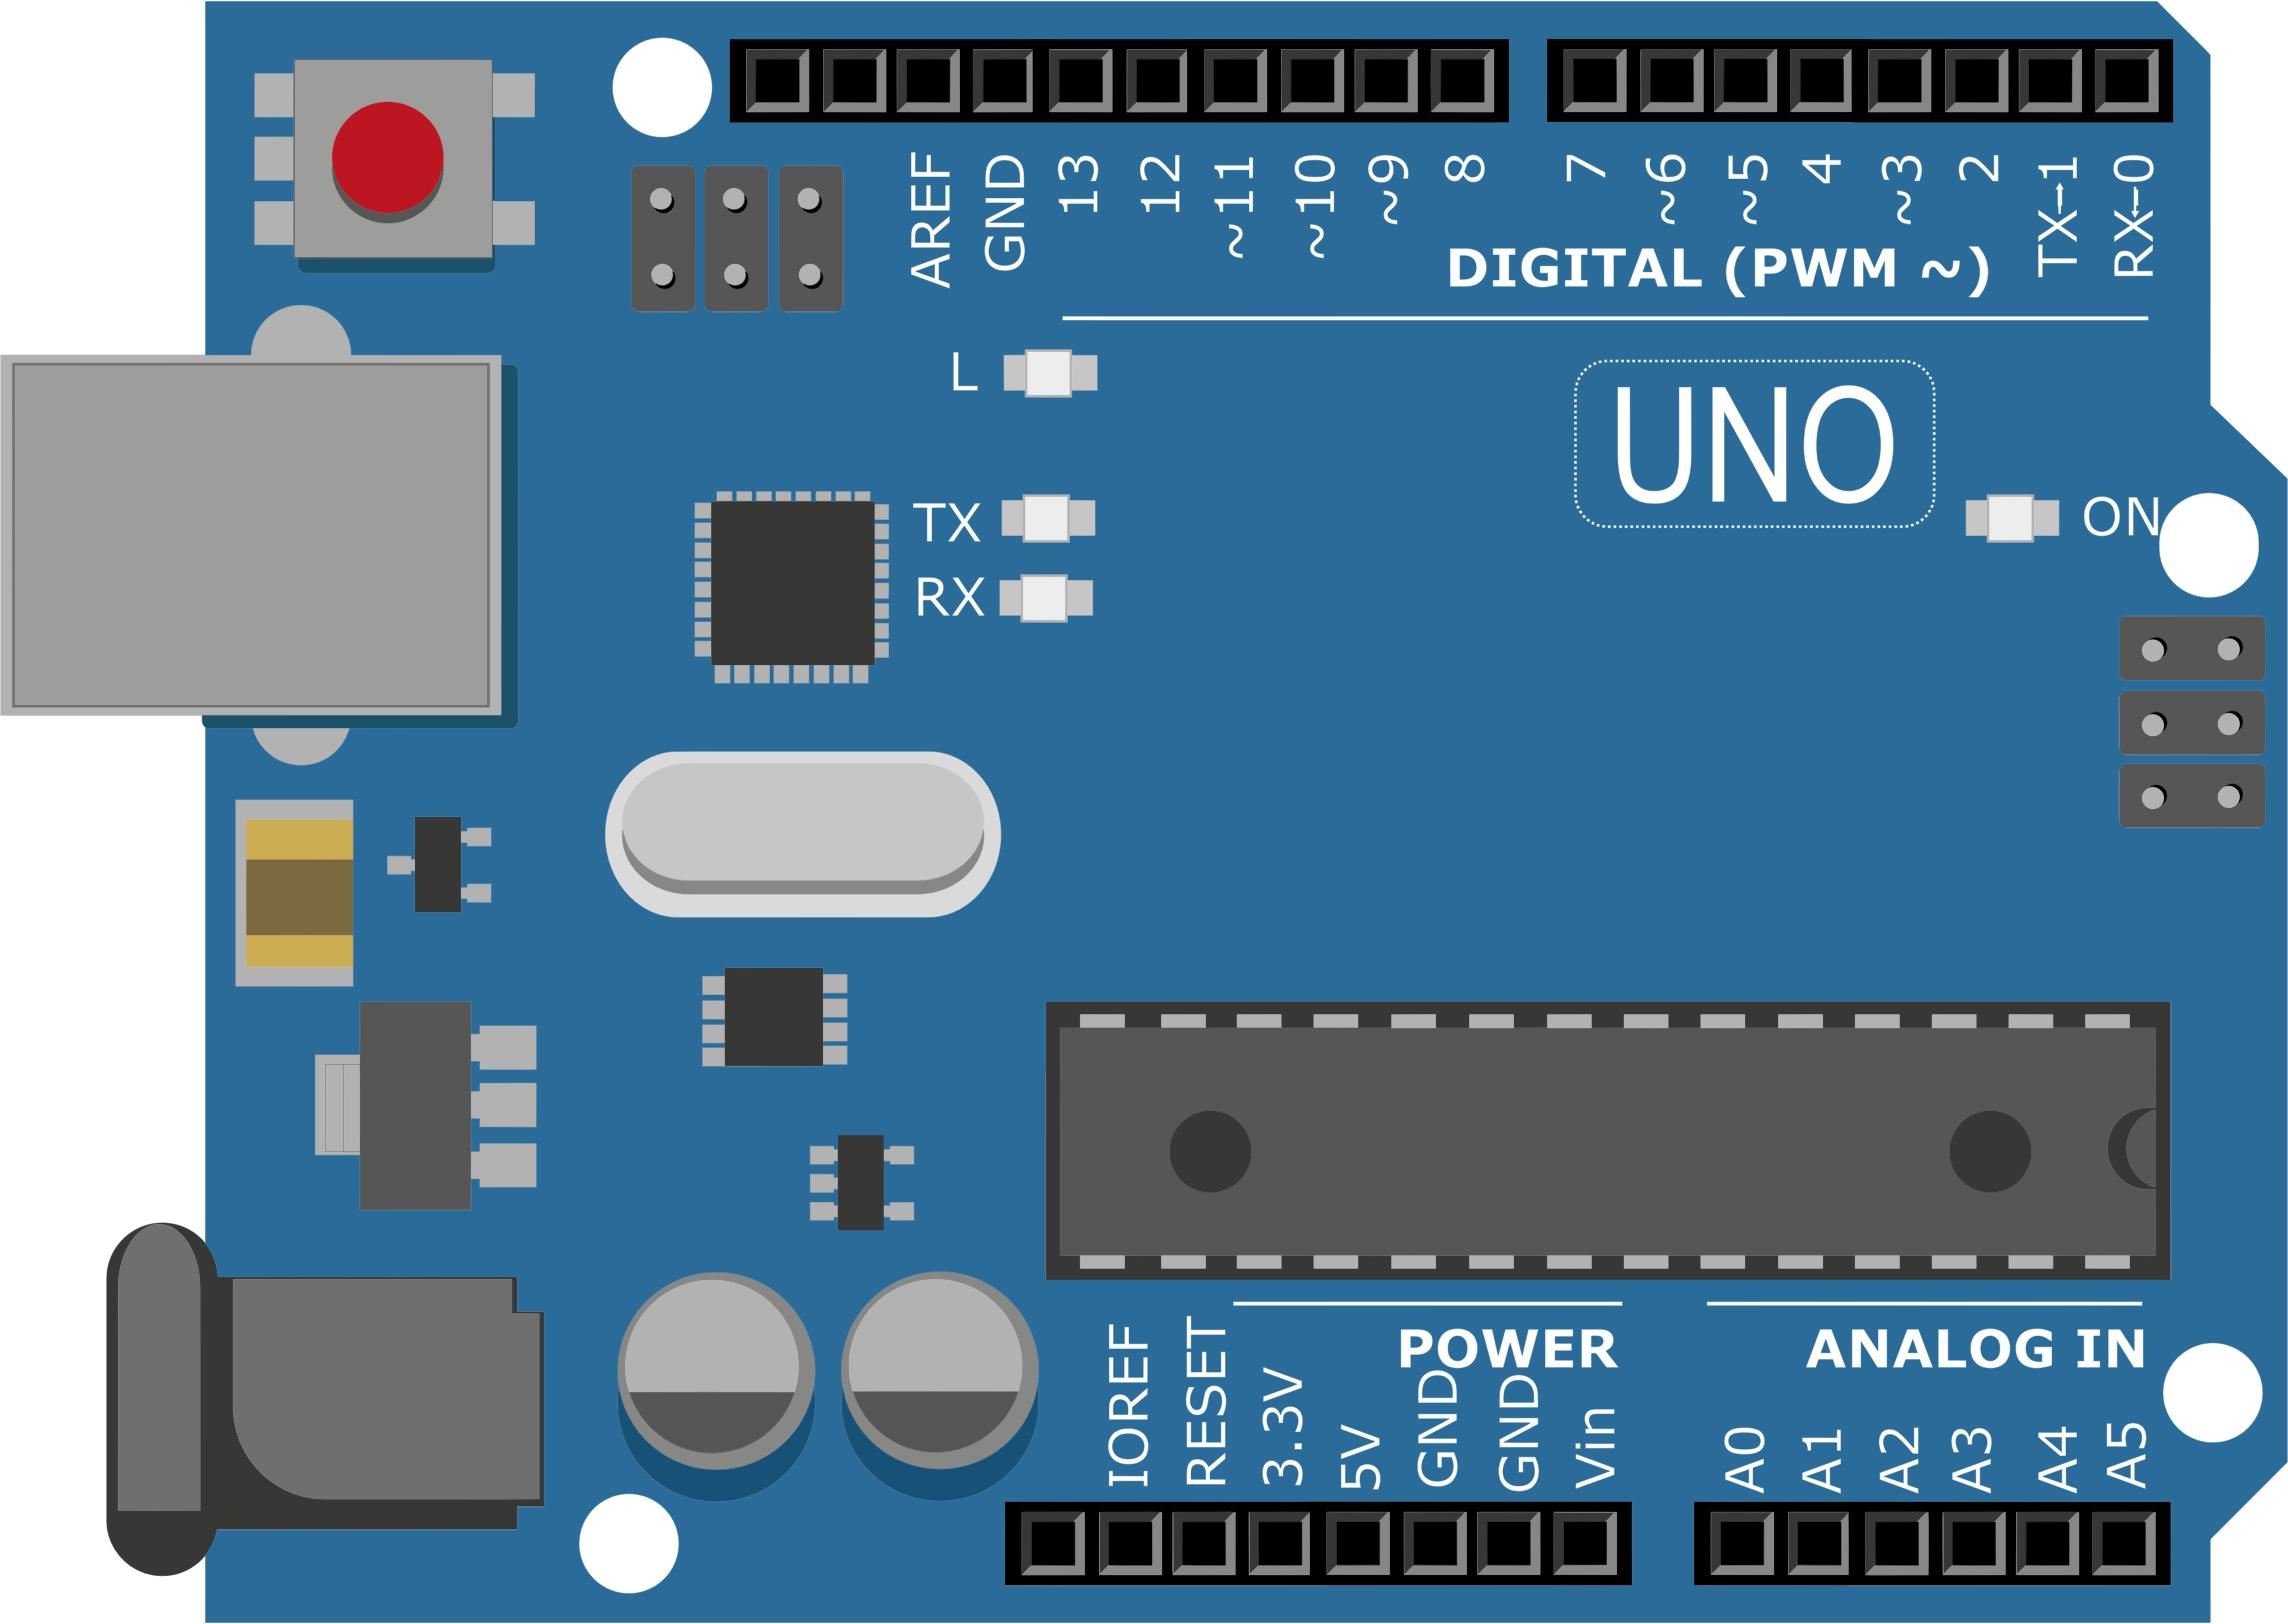 AREF
GND
13
12
~11
~10
~9
8
7
~6
~5
4
~3
2
TX→1
RX←0
DIGITAL (PWM ~)
L
UNO
TX
ON
RX
POWER
ANALOG IN
IOREF
RESET
3.3V
5V
GND
GND
Vin
A0
A1
A2
A3
A4
A5